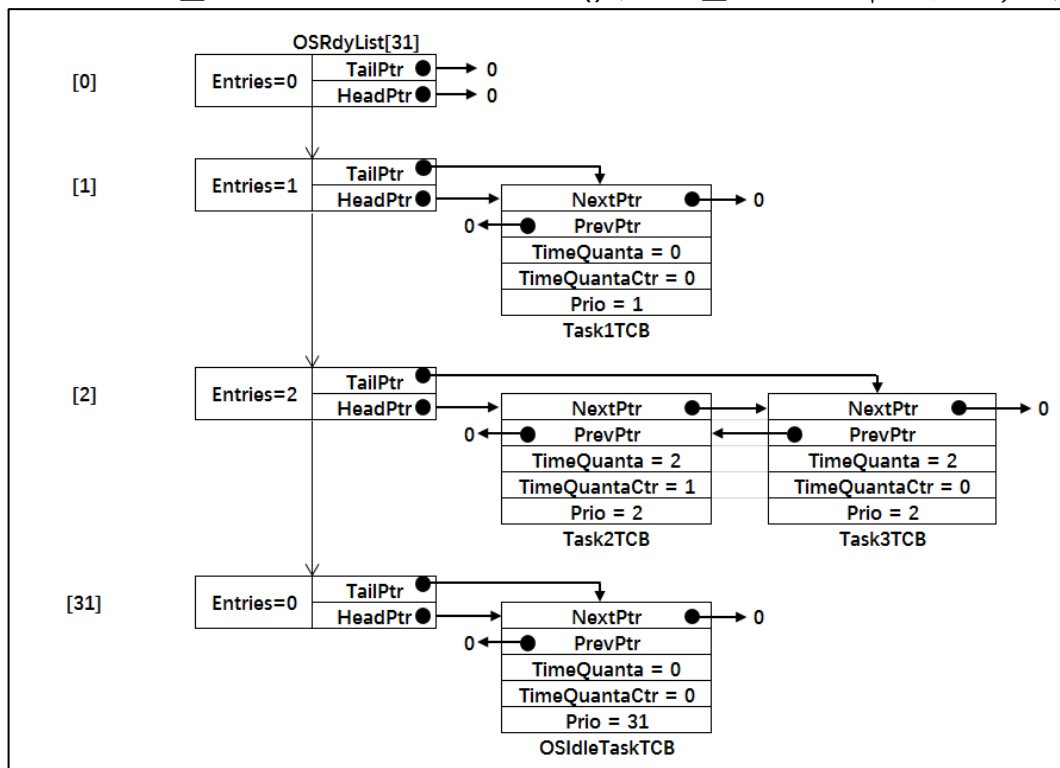 OSRdyList[31]
[0]
Entries=0
TailPtr
0
HeadPtr
0
[1]
Entries=1
TailPtr
HeadPtr
NextPtr
0
0
PrevPtr
TimeQuanta = 0
TimeQuantaCtr = 0
Prio = 1
Task1TCB
[2]
Entries=2
TailPtr
HeadPtr
NextPtr
NextPtr
0
0
PrevPtr
PrevPtr
TimeQuanta = 2
TimeQuanta = 2
TimeQuantaCtr = 1
TimeQuantaCtr = 0
Prio = 2
Prio = 2
Task2TCB
Task3TCB
[31]
Entries=0
TailPtr
HeadPtr
NextPtr
0
0
PrevPtr
TimeQuanta = 0
TimeQuantaCtr = 0
Prio = 31
OSIdleTaskTCB